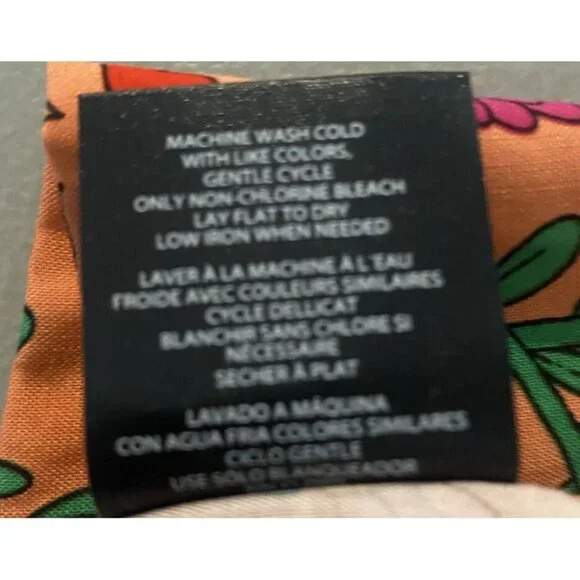 MACHINE WASH COLD
WITH LIKE COLORS,
GENTLE CYCLE
ONLY NON-CHLORINE BLEACH
LAY FLAT TO DRY
LOW IRON WHEN NEEDED
LAVER À LA MACHINE À L'EAU
FROIDE AVEC COULEURS SIMILAIRES
CYCLE DELLICAT
BLANCHIR SANS CHLORE SI
NÉCESSAIRE
SECHER À PLAT
LAVADO A MÁQUINA
CON AGUA FRIA COLORES SIMILARES
CICLO GENTLE
USE SÓLO BLANQUEADOR